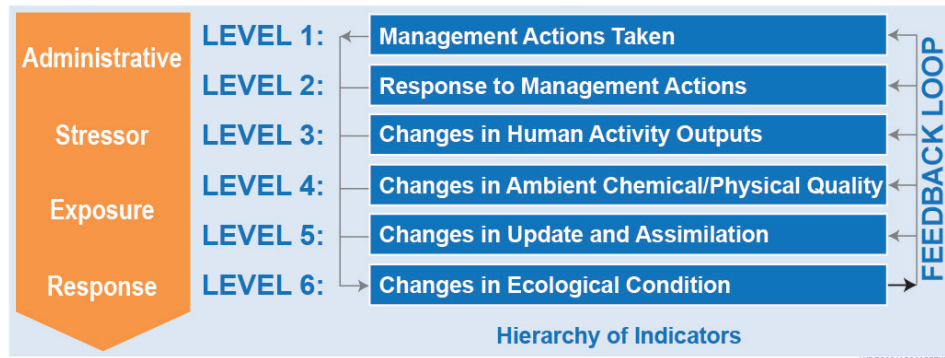 Administrative
Stressor
Exposure
Response
LEVEL 1: Management Actions Taken
LEVEL 2: Response to Management Actions
LEVEL 3: Changes in Human Activity Outputs
LEVEL 4: Changes in Ambient Chemical/Physical Quality
LEVEL 5: Changes in Update and Assimilation
LEVEL 6: Changes in Ecological Condition
FEEDBACK LOOP
Hierarchy of Indicators